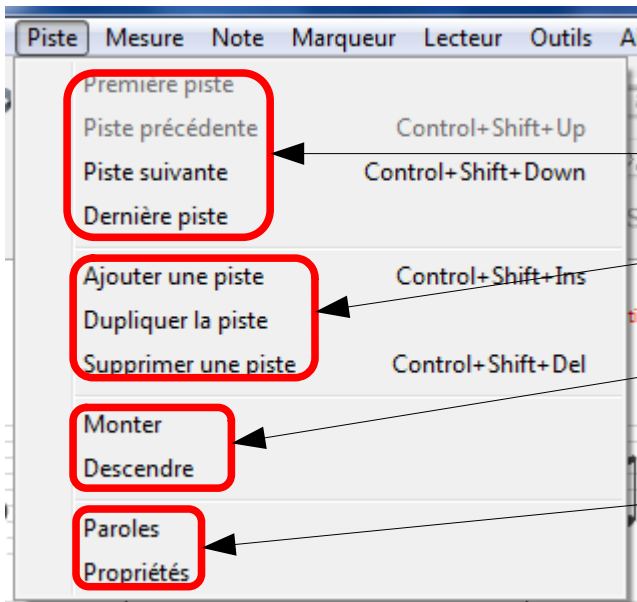 Piste Mesure Note Marqueur Lecteur Outils A
Première piste
Piste précédente Control+Shift+Up
Piste suivante Control+Shift+Down
Dernière piste
Ajouter une piste Control+Shift+Ins
Dupliquer la piste
Supprimer une piste Control+Shift+Del
Monter
Descendre
Paroles
Propriétés